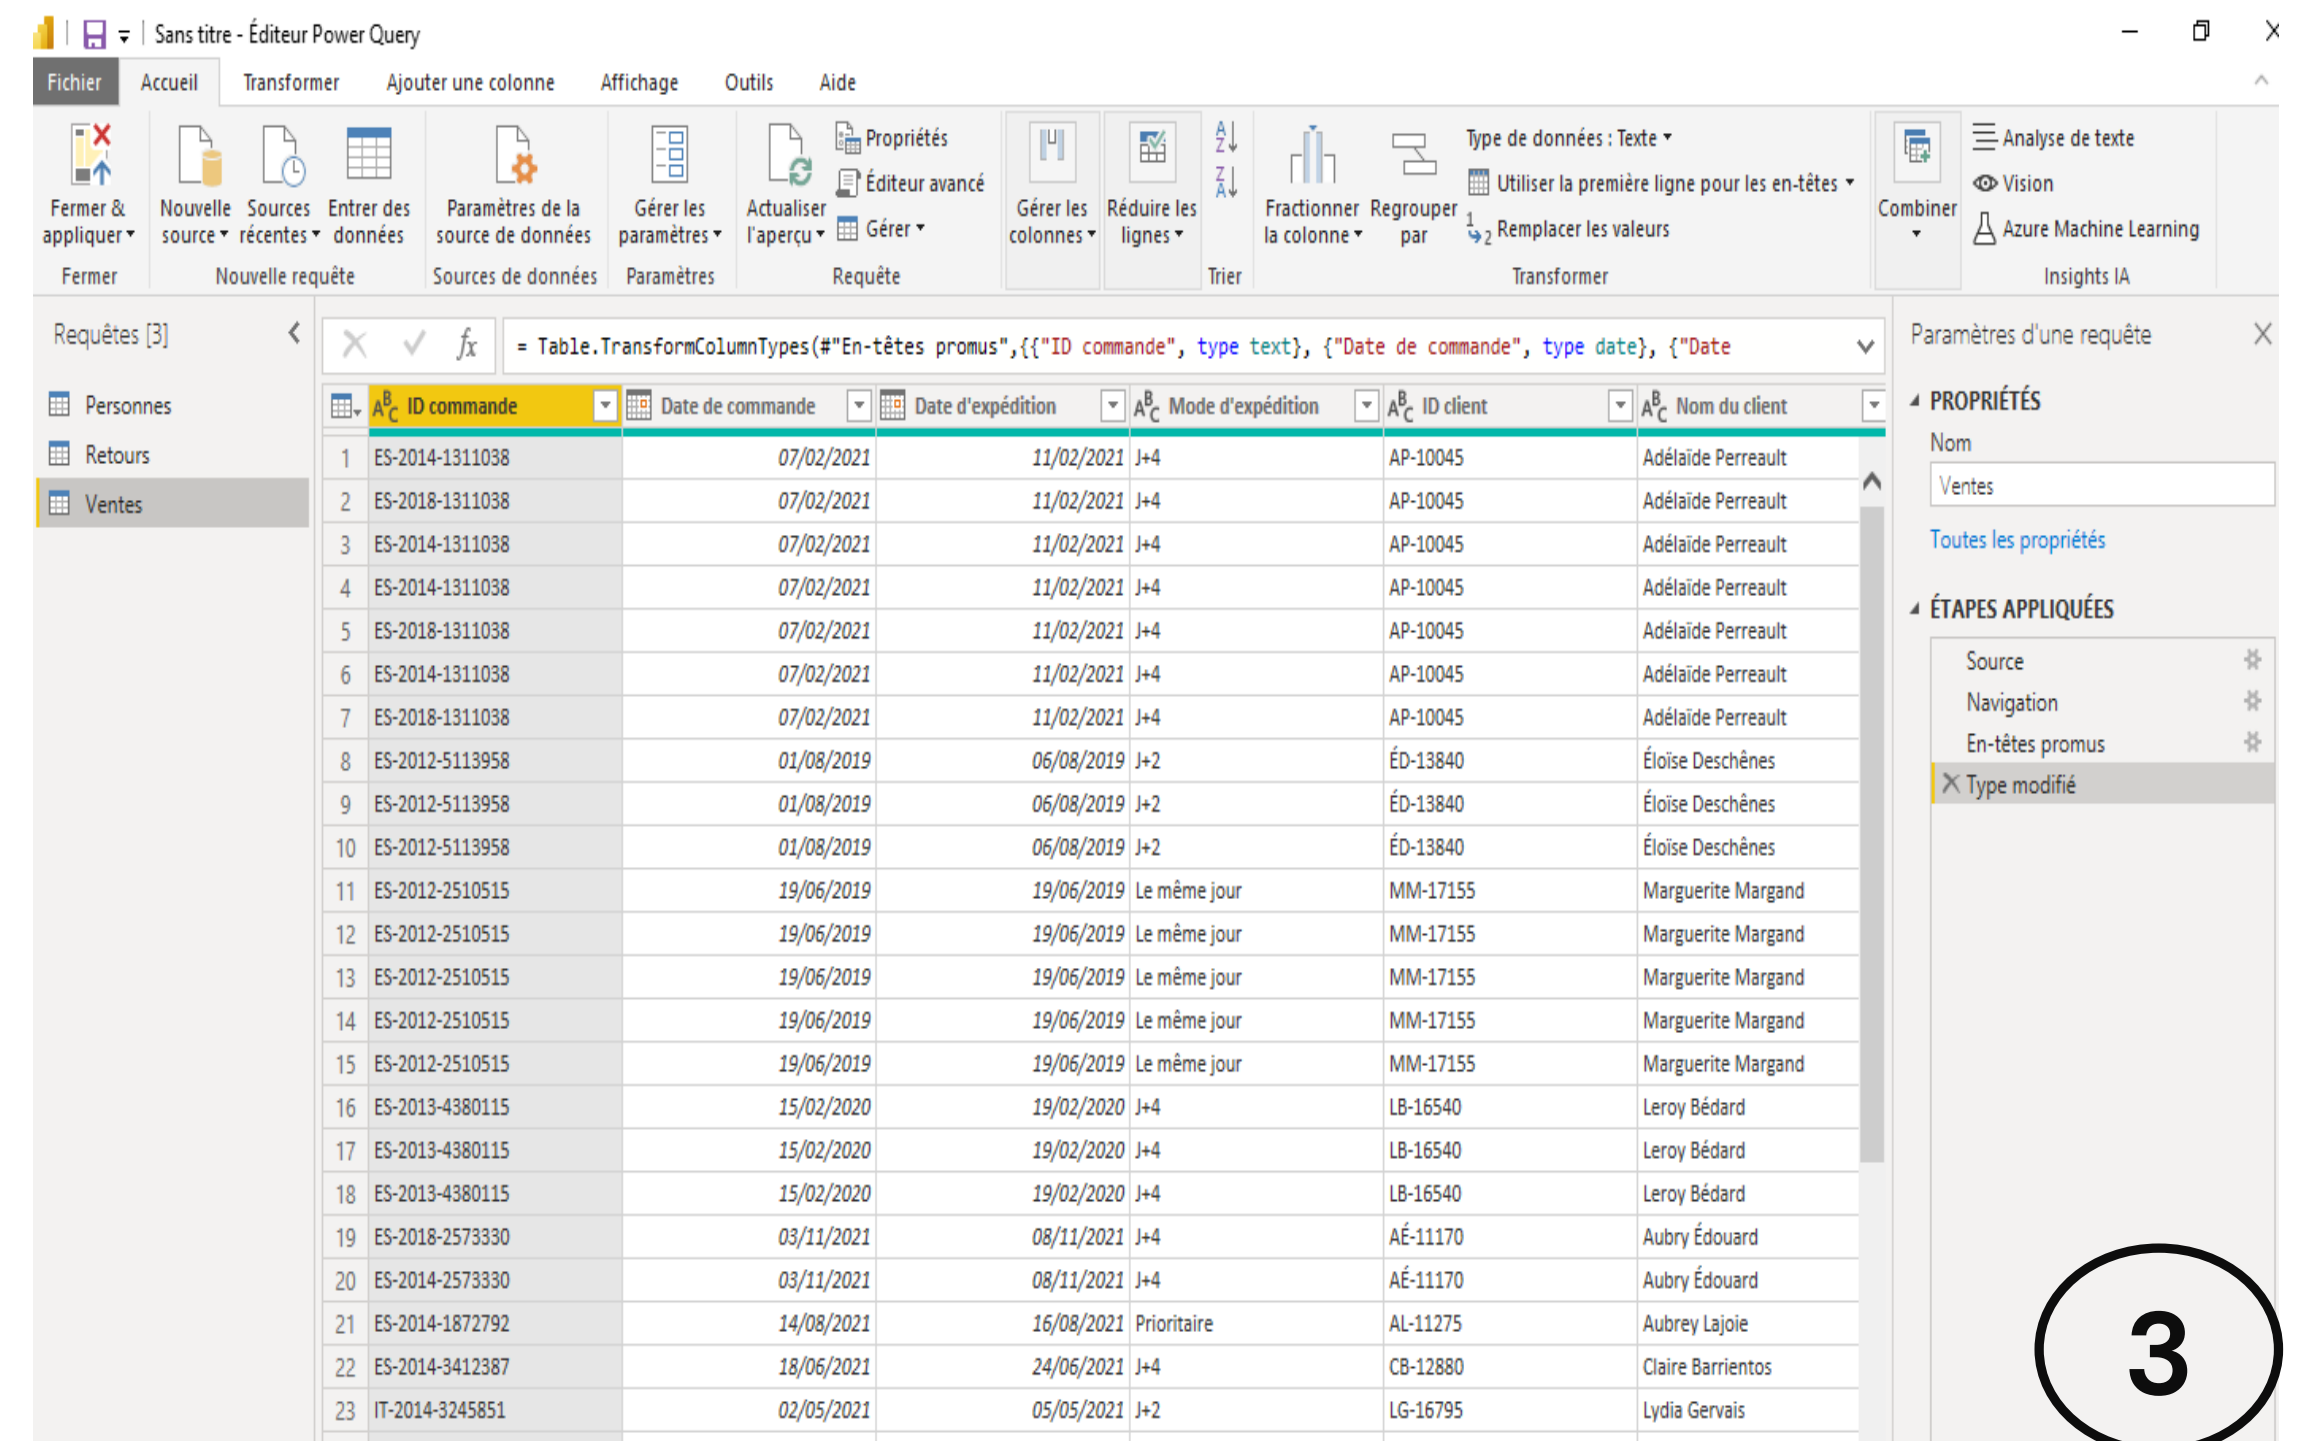 Sans titre - Éditeur Power Query
Fichier Accueil Transformer Ajouter une colonne Affichage Outils Aide
Fermer & appliquer
Nouvelle source
Sources récentes
Entrer des données
Paramètres de la source de données
Gérer les paramètres
Actualiser l'aperçu
Propriétés
Éditeur avancé
Gérer
Gérer les colonnes
Réduire les lignes
Fractionner la colonne
Regrouper par
Type de données : Texte
Utiliser la première ligne pour les en-têtes
Remplacer les valeurs
Combiner
Analyse de texte
Vision
Azure Machine Learning
Fermer Nouvelle requête Sources de données Paramètres Requête Trier Transformer Insights IA
Requêtes [3]
Personnes
Retours
Ventes
fx = Table.TransformColumnTypes(#"En-têtes promus",{{"ID commande", type text}, {"Date de commande", type date}, {"Date
ID commande Date de commande Date d'expédition Mode d'expédition ID client Nom du client
1 ES-2014-1311038 07/02/2021 11/02/2021 J+4 AP-10045 Adélaïde Perreault
2 ES-2018-1311038 07/02/2021 11/02/2021 J+4 AP-10045 Adélaïde Perreault
3 ES-2014-1311038 07/02/2021 11/02/2021 J+4 AP-10045 Adélaïde Perreault
4 ES-2014-1311038 07/02/2021 11/02/2021 J+4 AP-10045 Adélaïde Perreault
5 ES-2018-1311038 07/02/2021 11/02/2021 J+4 AP-10045 Adélaïde Perreault
6 ES-2014-1311038 07/02/2021 11/02/2021 J+4 AP-10045 Adélaïde Perreault
7 ES-2018-1311038 07/02/2021 11/02/2021 J+4 AP-10045 Adélaïde Perreault
8 ES-2012-5113958 01/08/2019 06/08/2019 J+2 ÉD-13840 Éloïse Deschênes
9 ES-2012-5113958 01/08/2019 06/08/2019 J+2 ÉD-13840 Éloïse Deschênes
10 ES-2012-5113958 01/08/2019 06/08/2019 J+2 ÉD-13840 Éloïse Deschênes
11 ES-2012-2510515 19/06/2019 19/06/2019 Le même jour MM-17155 Marguerite Margand
12 ES-2012-2510515 19/06/2019 19/06/2019 Le même jour MM-17155 Marguerite Margand
13 ES-2012-2510515 19/06/2019 19/06/2019 Le même jour MM-17155 Marguerite Margand
14 ES-2012-2510515 19/06/2019 19/06/2019 Le même jour MM-17155 Marguerite Margand
15 ES-2012-2510515 19/06/2019 19/06/2019 Le même jour MM-17155 Marguerite Margand
16 ES-2013-4380115 15/02/2020 19/02/2020 J+4 LB-16540 Leroy Bédard
17 ES-2013-4380115 15/02/2020 19/02/2020 J+4 LB-16540 Leroy Bédard
18 ES-2013-4380115 15/02/2020 19/02/2020 J+4 LB-16540 Leroy Bédard
19 ES-2018-2573330 03/11/2021 08/11/2021 J+4 AÉ-11170 Aubry Édouard
20 ES-2014-2573330 03/11/2021 08/11/2021 J+4 AÉ-11170 Aubry Édouard
21 ES-2014-1872792 14/08/2021 16/08/2021 Prioritaire AL-11275 Aubrey Lajoie
22 ES-2014-3412387 18/06/2021 24/06/2021 J+4 CB-12880 Claire Barrientos
23 IT-2014-3245851 02/05/2021 05/05/2021 J+2 LG-16795 Lydia Gervais
Paramètres d'une requête
PROPRIÉTÉS
Nom
Ventes
Toutes les propriétés
ÉTAPES APPLIQUÉES
Source
Navigation
En-têtes promus
Type modifié
3